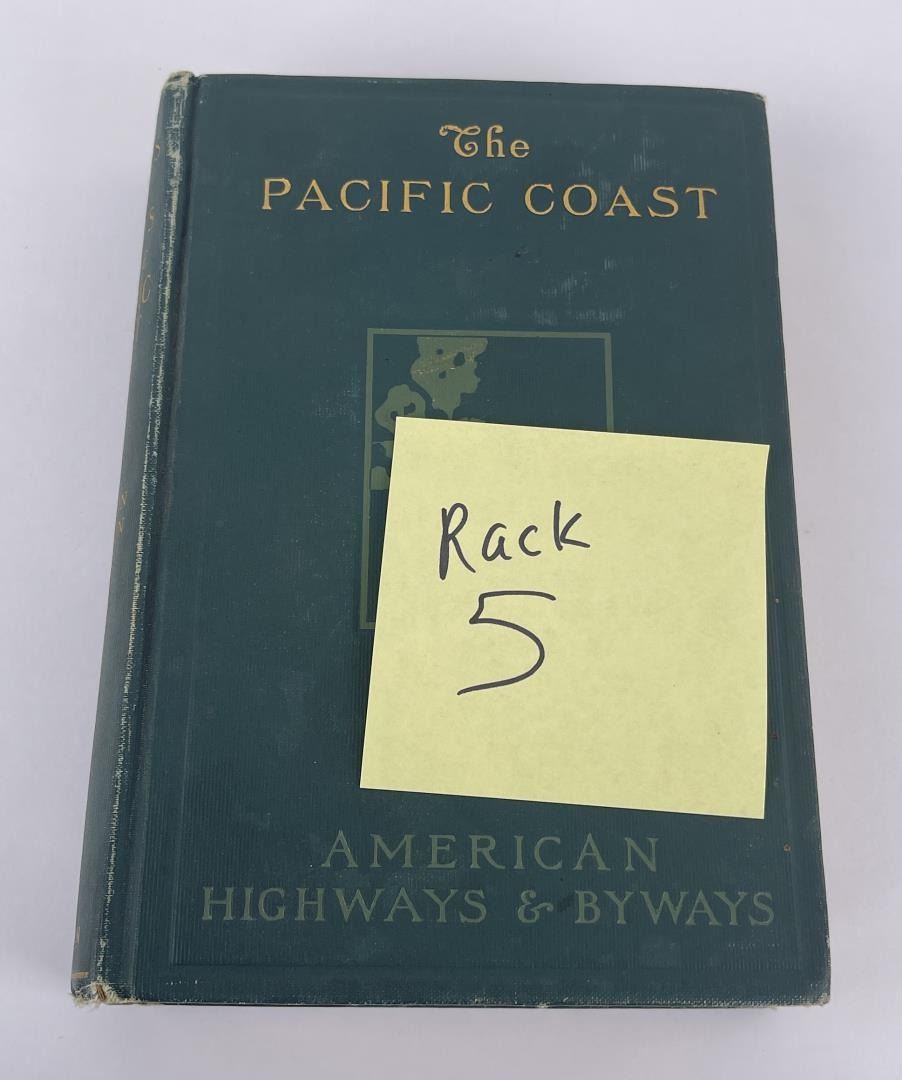 The
PACIFIC COAST
Rack
5
AMERICAN
HIGHWAYS & BYWAYS